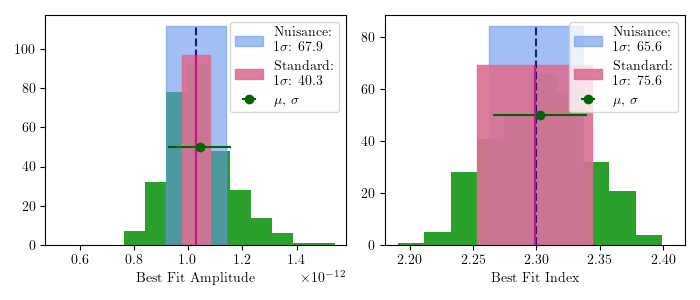 Nuisance:
1σ: 67.9
Standard:
1σ: 40.3
μ, σ
100
80
60
40
20
0
0.6 0.8 1.0 1.2 1.4
Best Fit Amplitude
×10⁻¹²
Nuisance:
1σ: 65.6
Standard:
1σ: 75.6
μ, σ
80
60
40
20
0
2.20 2.25 2.30 2.35 2.40
Best Fit Index